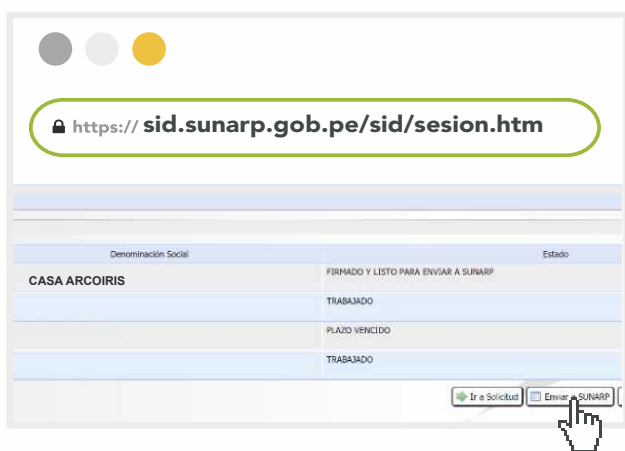 https:// sid.sunarp.gob.pe/sid/sesion.htm
Denominación Social Estado
CASA ARCOIRIS FIRMADO Y LISTO PARA ENVIAR A SUNARP
TRABAJADO
PLAZO VENCIDO
TRABAJADO
Ir a Solicitud Enviar a SUNARP